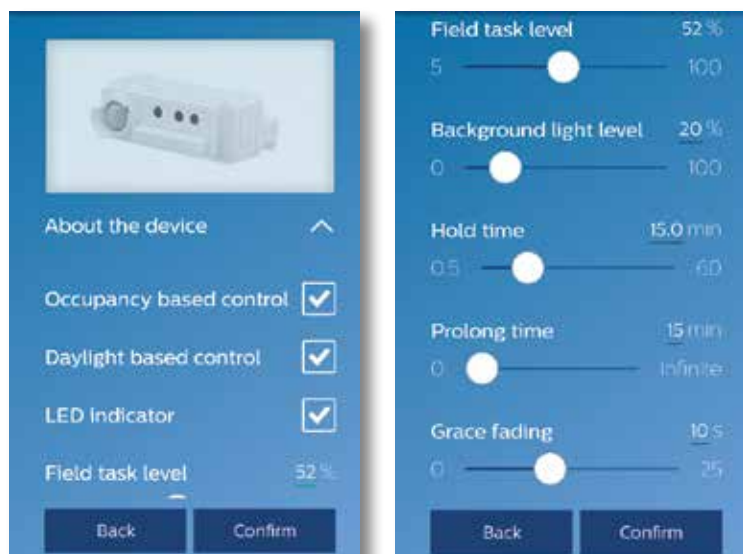 About the device
Occupancy based control
Daylight based control
LED Indicator
Field task level 52 %
Back Confirm
Field task level 52 %
5 100
Background light level 20 %
0 100
Hold time 15.0 min
0.5 60
Prolong time 15 min
0 Infinite
Grace fading 10 s
0 25
Back Confirm